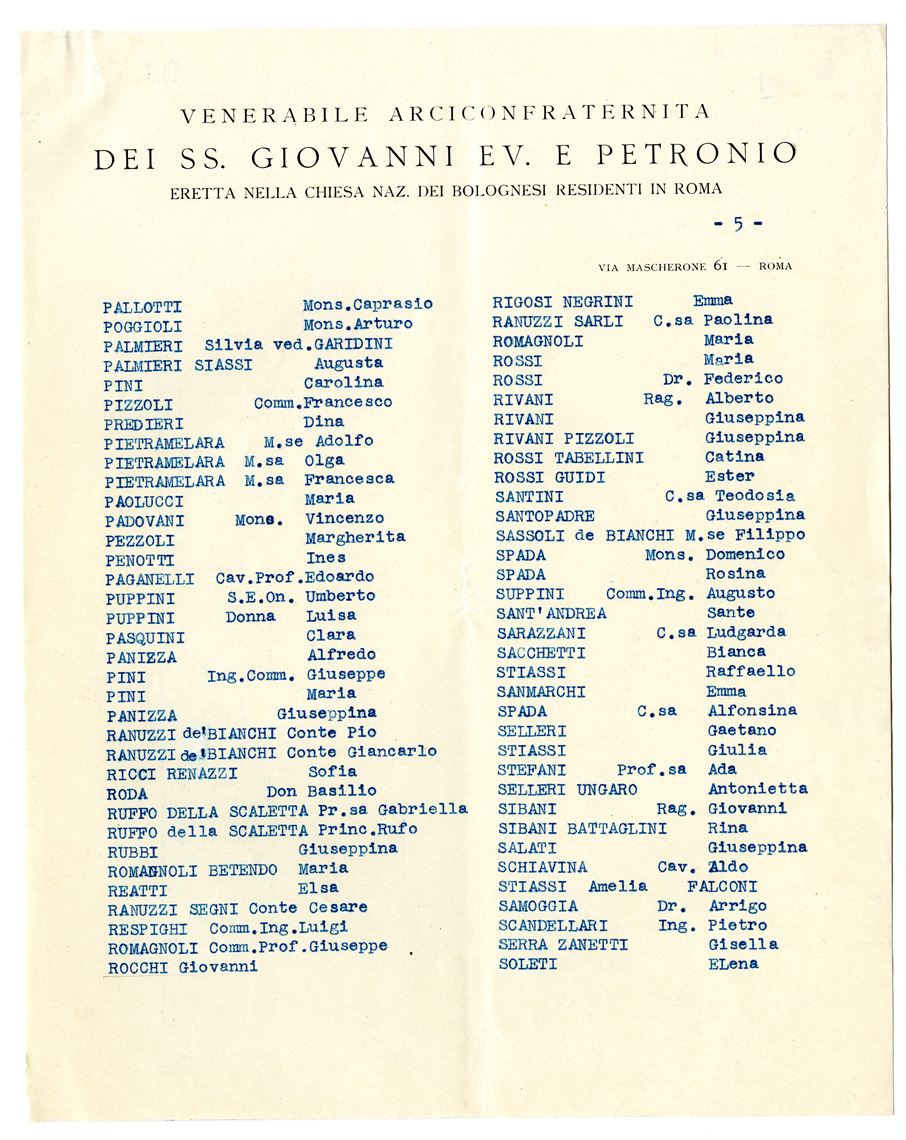 VENERABILE ARCICONFRATERNITA
DEI SS. GIOVANNI EV. E PETRONIO
ERETTA NELLA CHIESA NAZ. DEI BOLOGNESI RESIDENTI IN ROMA
- 5 -
VIA MASCHERONE 61 — ROMA
PALLOTTI Mons.Caprasio
POGGIOLI Mons.Arturo
PALMIERI Silvia ved.GARIDINI
PALMIERI SIASSI Augusta
PINI Carolina
PIZZOLI Comm.Francesco
PREDIERI Dina
PIETRAMELARA M.se Adolfo
PIETRAMELARA M.sa Olga
PIETRAMELARA M.sa Francesca
PAOLUCCI Maria
PADOVANI Mons. Vincenzo
PEZZOLI Margherita
PENOTTI Ines
PAGANELLI Cav.Prof.Edoardo
PUPPINI S.E.On. Umberto
PUPPINI Donna Luisa
PASQUINI Clara
PANIZZA Alfredo
PINI Ing.Comm. Giuseppe
PINI Maria
PANIZZA Giuseppina
RANUZZI de'BIANCHI Conte Pio
RANUZZI de'BIANCHI Conte Giancarlo
RICCI RENAZZI Sofia
RODA Don Basilio
RUFFO DELLA SCALETTA Pr.sa Gabriella
RUFFO della SCALETTA Princ.Rufo
RUBBI Giuseppina
ROMAGNOLI BETENDO Maria
REATTI Elsa
RANUZZI SEGNI Conte Cesare
RESPIGHI Comm.Ing.Luigi
ROMAGNOLI Comm.Prof.Giuseppe
ROCCHI Giovanni
RIGOSI NEGRINI Emma
RANUZZI SARLI C.sa Paolina
ROMAGNOLI Maria
ROSSI Maria
ROSSI Dr. Federico
RIVANI Rag. Alberto
RIVANI Giuseppina
RIVANI PIZZOLI Giuseppina
ROSSI TABELLINI Catina
ROSSI GUIDI Ester
SANTINI C.sa Teodosia
SANTOPADRE Giuseppina
SASSOLI de BIANCHI M.se Filippo
SPADA Mons. Domenico
SPADA Rosina
SUPPINI Comm.Ing. Augusto
SANT'ANDREA Sante
SARAZZANI C.sa Ludgarda
SACCHETTI Bianca
STIASSI Raffaello
SANMARCHI Emma
SPADA C.sa Alfonsina
SELLERI Gaetano
STIASSI Giulia
STEFANI Prof.sa Ada
SELLERI UNGARO Antonietta
SIBANI Rag. Giovanni
SIBANI BATTAGLINI Rina
SALATI Giuseppina
SCHIAVINA Cav. Aldo
STIASSI Amelia FALCONI
SAMOGGIA Dr. Arrigo
SCANDELLARI Ing. Pietro
SERRA ZANETTI Gisella
SOLETI ELena